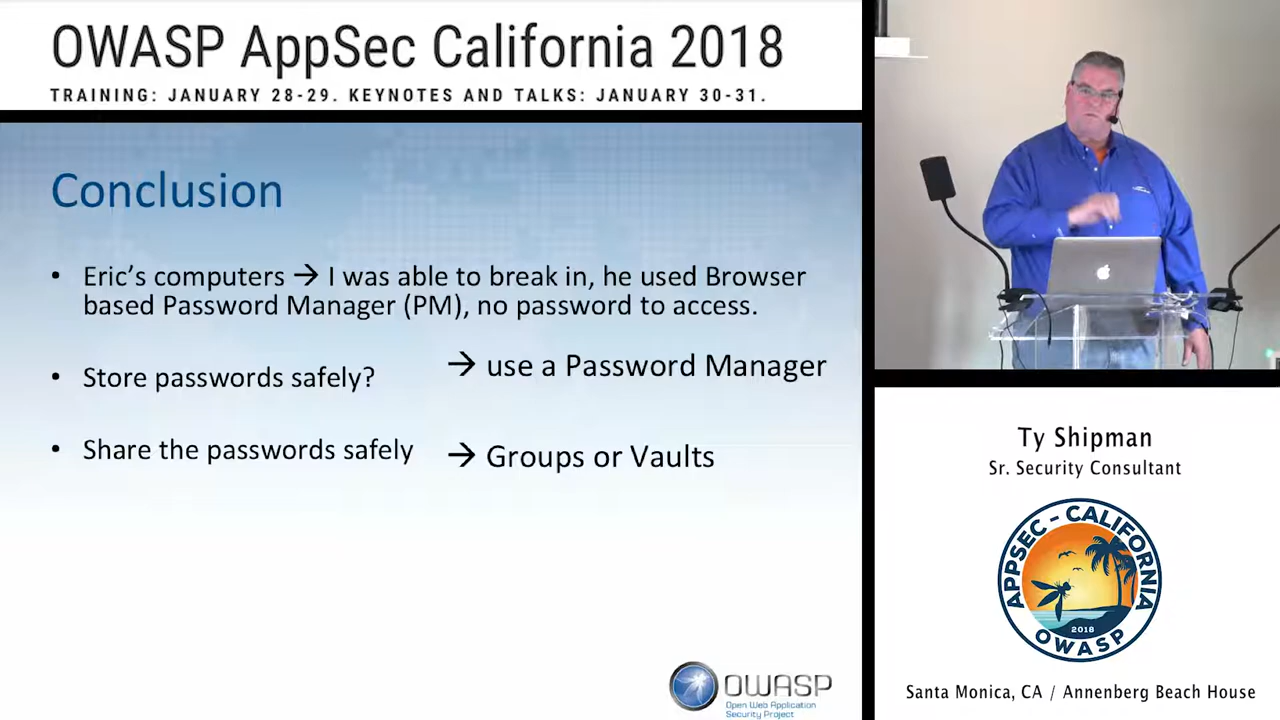 OWASP AppSec California 2018
TRAINING: JANUARY 28-29. KEYNOTES AND TALKS: JANUARY 30-31.
Conclusion
• Eric’s computers → I was able to break in, he used Browser
based Password Manager (PM), no password to access.
• Store passwords safely?
→ use a Password Manager
• Share the passwords safely
→ Groups or Vaults
OWASP
Open Web Application
Security Project
Ty Shipman
Sr. Security Consultant
APPSEC - CALIFORNIA
2018
OWASP
Santa Monica, CA / Annenberg Beach House